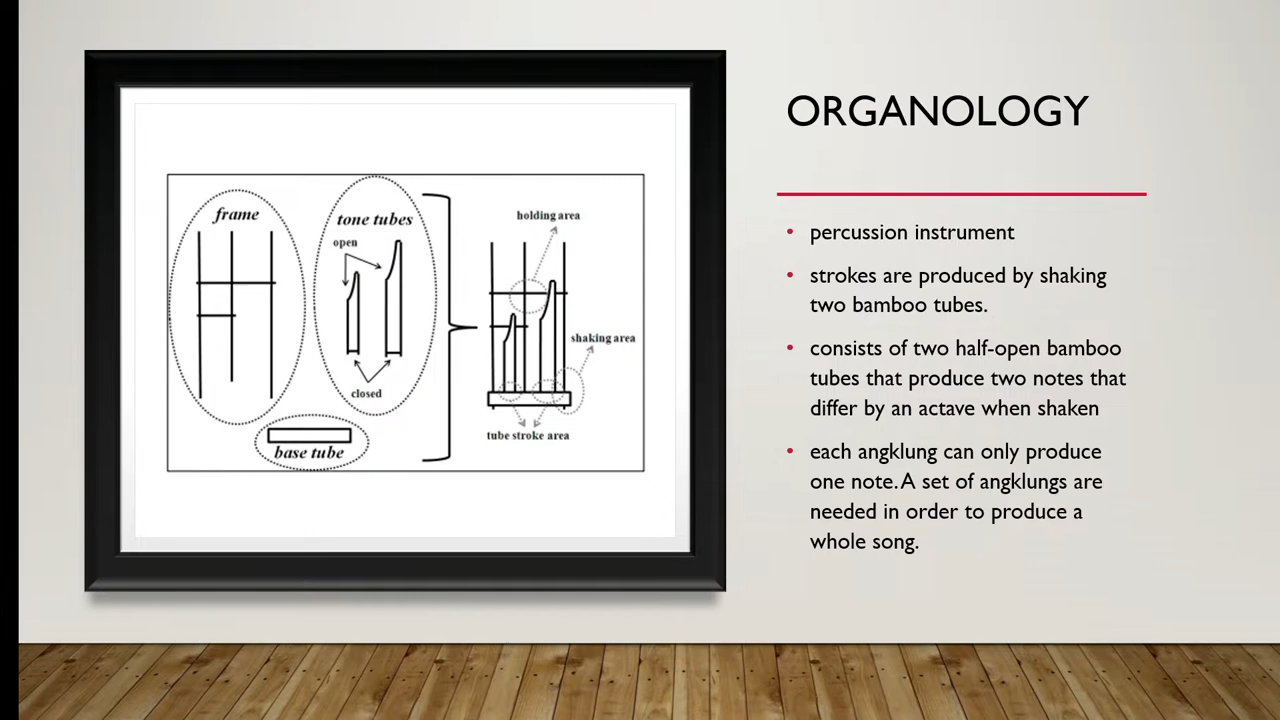 ORGANOLOGY
• percussion instrument
• strokes are produced by shaking
two bamboo tubes.
• consists of two half-open bamboo
tubes that produce two notes that
differ by an actave when shaken
• each angklung can only produce
one note. A set of angklungs are
needed in order to produce a
whole song.
frame
tone tubes
open
closed
base tube
holding area
shaking area
tube stroke area